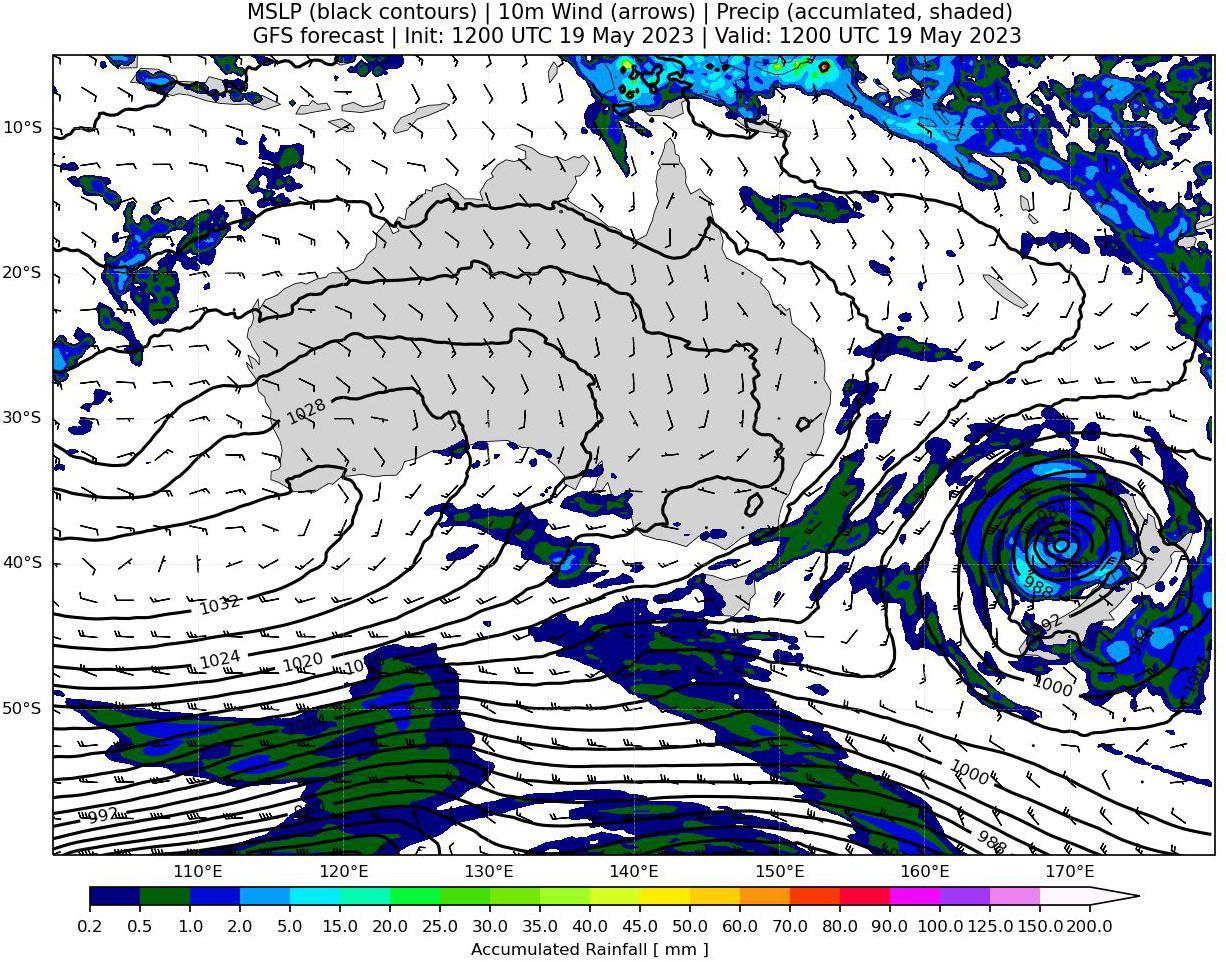 MSLP (black contours) | 10m Wind (arrows) | Precip (accumlated, shaded)
GFS forecast | Init: 1200 UTC 19 May 2023 | Valid: 1200 UTC 19 May 2023
10°S
20°S
1028
30°S
984
40°S
988
1032
992
1024
1020
1000
1004
50°S
1004
1000
992
988
110°E 120°E 130°E 140°E 150°E 160°E 170°E
0.2 0.5 1.0 2.0 5.0 10.0 15.0 20.0 25.0 30.0 35.0 40.0 45.0 50.0 60.0 70.0 80.0 90.0 100.0 125.0 150.0 200.0
Accumulated Rainfall [ mm ]